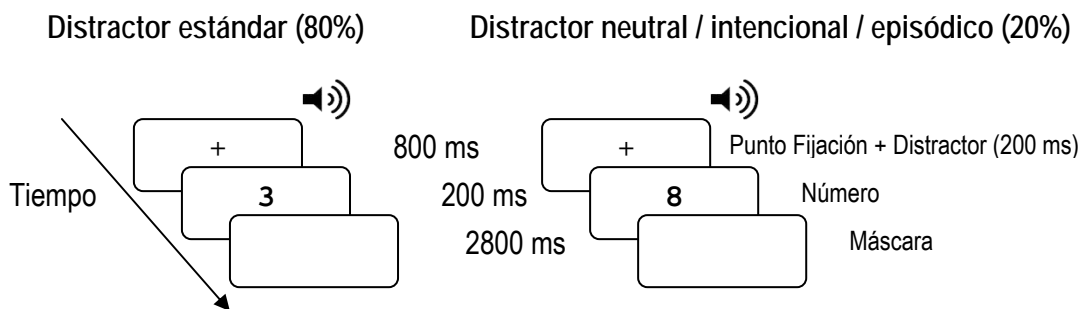 Distractor estándar (80%)
Distractor neutral / intencional / episódico (20%)
+
800 ms
+
Punto Fijación + Distractor (200 ms)
Tiempo
3
200 ms
8
Número
2800 ms
Máscara